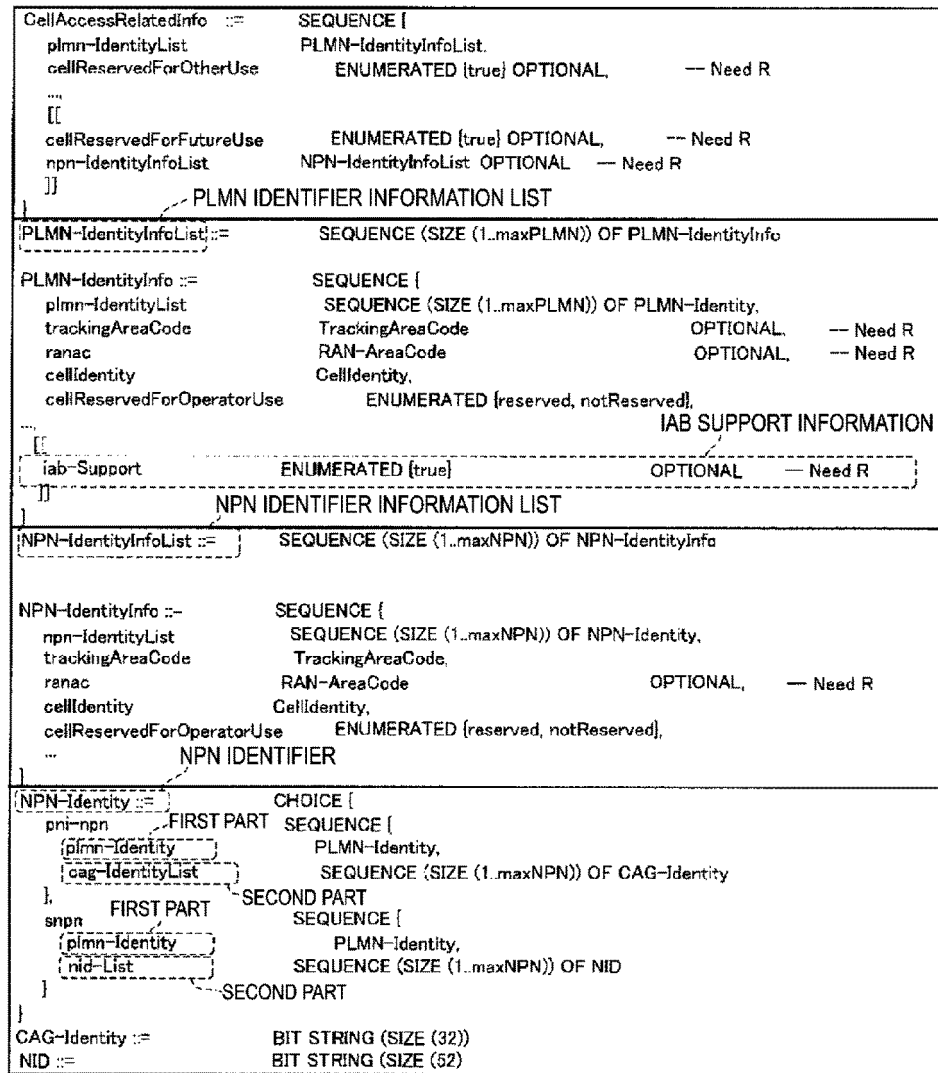 CellAccessRelatedInfo ::= SEQUENCE {
plmn-IdentityList PLMN-IdentityInfoList.
cellReservedForOtherUse ENUMERATED {true} OPTIONAL, -- Need R
...,
[[
cellReservedForFutureUse ENUMERATED {true} OPTIONAL, -- Need R
npn-IdentityInfoList NPN-IdentityInfoList OPTIONAL -- Need R
]]
PLMN IDENTIFIER INFORMATION LIST
}
PLMN-IdentityInfoList ::= SEQUENCE (SIZE (1..maxPLMN)) OF PLMN-IdentityInfo
PLMN-IdentityInfo ::= SEQUENCE {
plmn-IdentityList SEQUENCE (SIZE (1..maxPLMN)) OF PLMN-Identity,
trackingAreaCode TrackingAreaCode OPTIONAL, -- Need R
ranac RAN-AreaCode OPTIONAL, -- Need R
cellIdentity CellIdentity,
cellReservedForOperatorUse ENUMERATED {reserved, notReserved},
IAB SUPPORT INFORMATION
...,
[[
iab-Support ENUMERATED {true} OPTIONAL -- Need R
]]
NPN IDENTIFIER INFORMATION LIST
}
NPN-IdentityInfoList ::= SEQUENCE (SIZE (1..maxNPN)) OF NPN-IdentityInfo
NPN-IdentityInfo ::= SEQUENCE {
npn-IdentityList SEQUENCE (SIZE (1..maxNPN)) OF NPN-Identity,
trackingAreaCode TrackingAreaCode,
ranac RAN-AreaCode OPTIONAL, -- Need R
cellIdentity CellIdentity,
cellReservedForOperatorUse ENUMERATED {reserved, notReserved},
...
NPN IDENTIFIER
}
NPN-Identity ::= CHOICE {
pni-npn FIRST PART SEQUENCE {
plmn-Identity PLMN-Identity,
cag-IdentityList SEQUENCE (SIZE (1..maxNPN)) OF CAG-Identity
}, SECOND PART
FIRST PART
snpn SEQUENCE {
plmn-Identity PLMN-Identity,
nid-List SEQUENCE (SIZE (1..maxNPN)) OF NID
} SECOND PART
}
CAG-Identity ::= BIT STRING (SIZE (32))
NID ::= BIT STRING (SIZE (52)